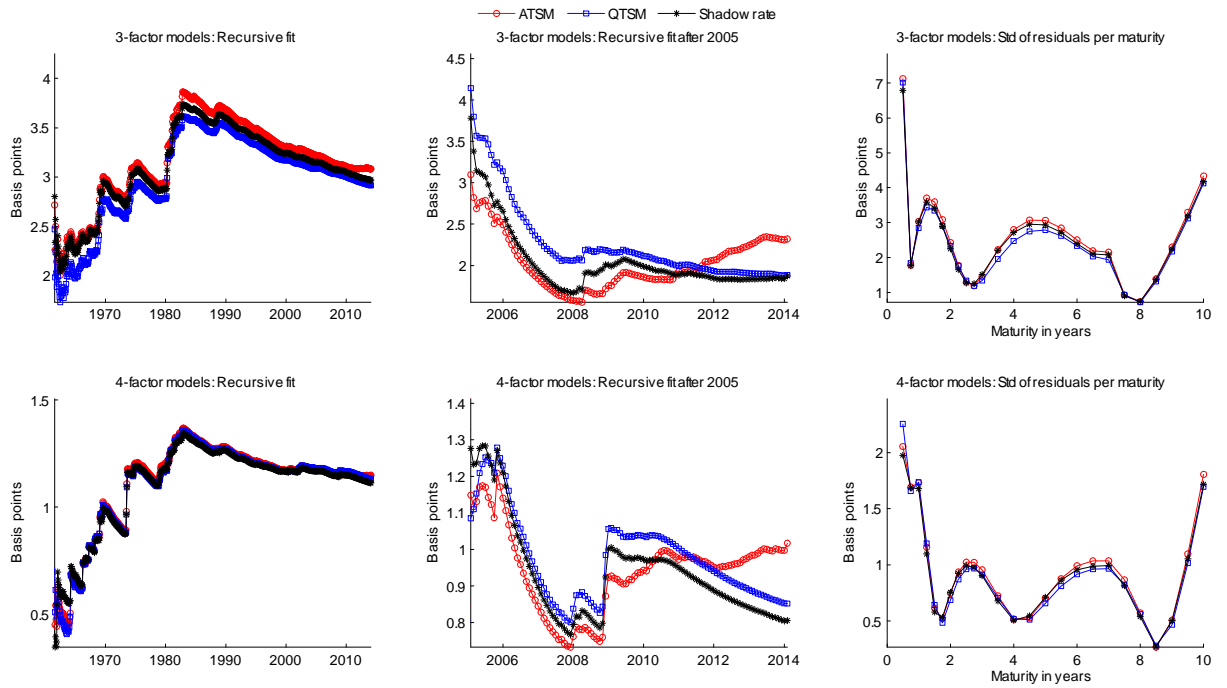 ATSM QTSM Shadow rate
3-factor models: Recursive fit
3-factor models: Recursive fit after 2005
3-factor models: Std of residuals per maturity
Basis points
4
3.5
3
2.5
2
1970 1980 1990 2000 2010
Basis points
4.5
4
3.5
3
2.5
2
2006 2008 2010 2012 2014
Basis points
7
6
5
4
3
2
1
0 2 4 6 8 10
Maturity in years
4-factor models: Recursive fit
4-factor models: Recursive fit after 2005
4-factor models: Std of residuals per maturity
Basis points
1.5
1
0.5
1970 1980 1990 2000 2010
Basis points
1.4
1.3
1.2
1.1
1
0.9
0.8
2006 2008 2010 2012 2014
Basis points
2
1.5
1
0.5
0 2 4 6 8 10
Maturity in years